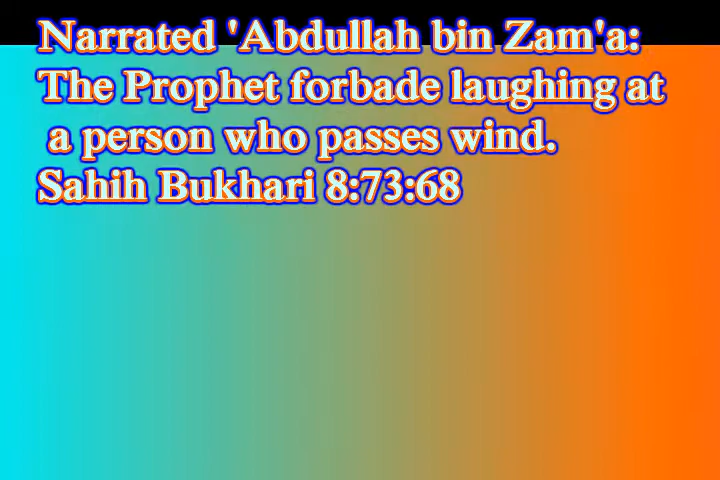 Narrated 'Abdullah bin Zam'a:
The Prophet forbade laughing at
a person who passes wind.
Sahih Bukhari 8:73:68